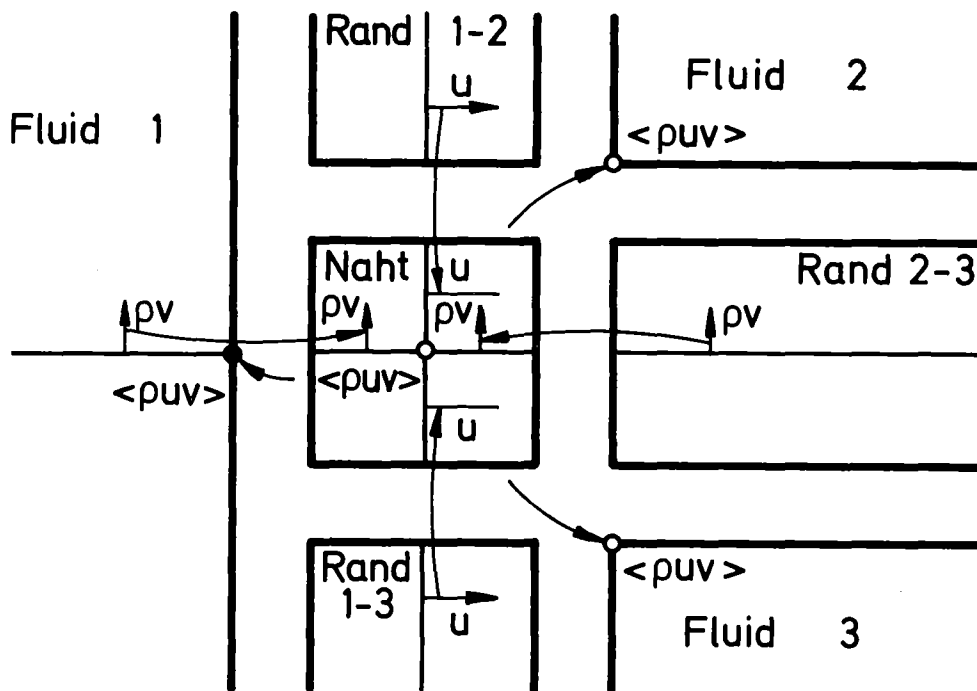 Rand 1-2
u
Fluid 2
Fluid 1
<ρuv>
Naht
u
Rand 2-3
ρv
ρv
ρv
ρv
<ρuv>
<ρuv>
u
Rand
1-3
u
<ρuv>
Fluid 3